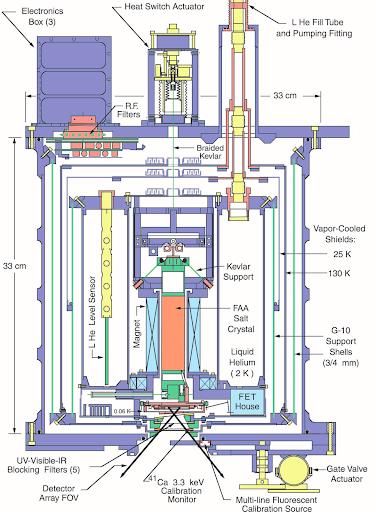 Electronics
Box (3)
Heat Switch Actuator
L He Fill Tube
and Pumping Fitting
33 cm
R.F.
Filters
Braided
Kevlar
Vapor-Cooled
Shields:
25 K
130 K
33 cm
L He Level Sensor
Kevlar
Support
Magnet
FAA
Salt
Crystal
G-10
Support
Shells
(3/4 mm)
Liquid
Helium
(2 K)
FET
House
0.06 K
UV-Visible-IR
Blocking Filters (5)
Detector
Array FOV
41Ca 3.3 keV
Calibration
Monitor
Multi-line Fluorescent
Calibration Source
Gate Valve
Actuator